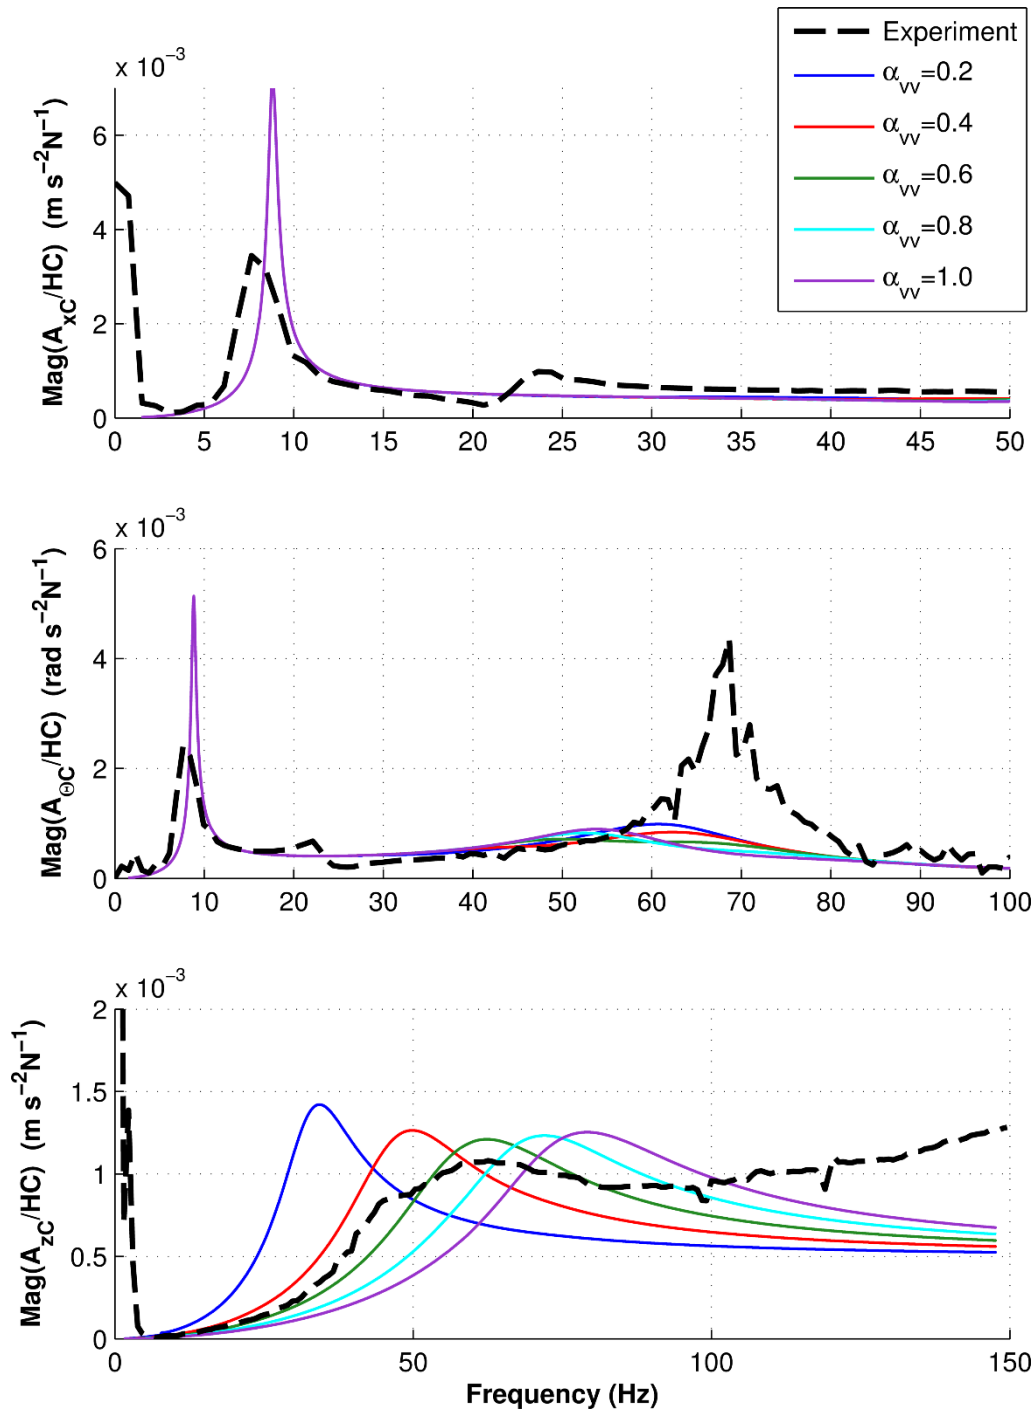 Experiment
α_vv=0.2
α_vv=0.4
α_vv=0.6
α_vv=0.8
α_vv=1.0
x 10⁻³
Mag(A_xC/HC) (m s⁻²N⁻¹)
6
4
2
0
0 5 10 15 20 25 30 35 40 45 50
x 10⁻³
Mag(A_ΘC/HC) (rad s⁻²N⁻¹)
6
4
2
0
0 10 20 30 40 50 60 70 80 90 100
x 10⁻³
Mag(A_zC/HC) (m s⁻²N⁻¹)
2
1.5
1
0.5
0
0 50 100 150
Frequency (Hz)